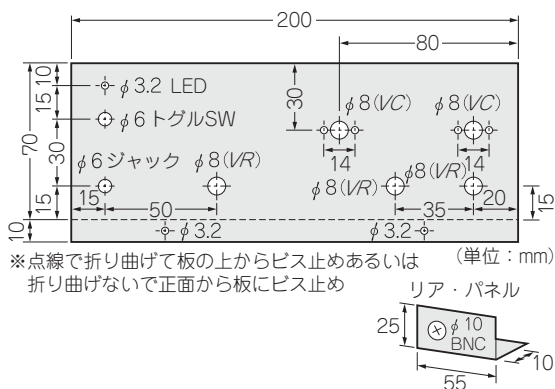 200
80
10
φ3.2 LED
15
30
φ8(VC)
φ8(VC)
φ6トグルSW
70
30
14
14
φ6ジャック
φ8(VR)
φ8(VR)
φ8(VR)
15
15
50
35
20
15
10
φ3.2
φ3.2
※点線で折り曲げて板の上からビス止めあるいは
折り曲げないで正面から板にビス止め
(単位:mm)
リア・パネル
25
φ10
BNC
10
55